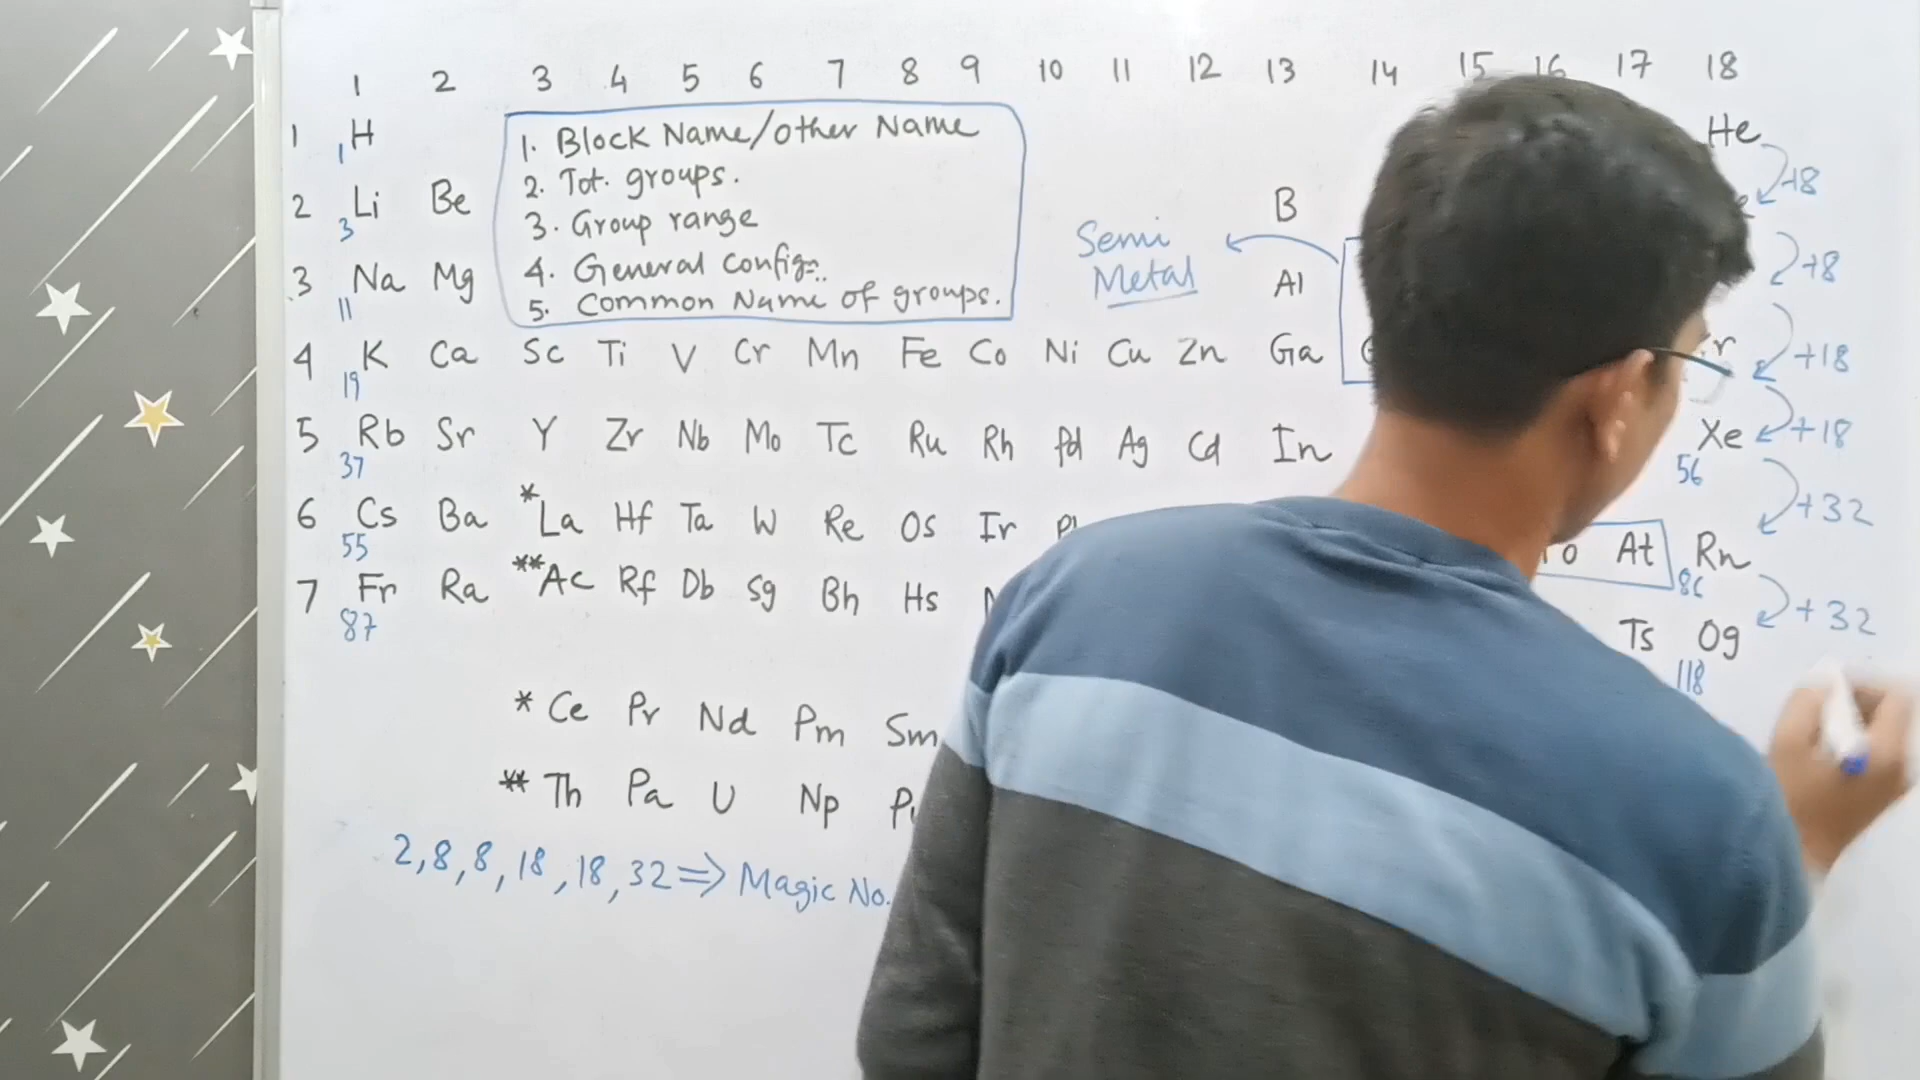 1 2 3 4 5 6 7 8 9 10 11 12 13 14 15 16 17 18
1 H He
1
+8
2 Li Be B
3
3 Na Mg Al
11
+8
4 K Ca Sc Ti V Cr Mn Fe Co Ni Cu Zn Ga
19
+18
5 Rb Sr Y Zr Nb Mo Tc Ru Rh Pd Ag Cd In Xe
37 56
+18
6 Cs Ba *La Hf Ta W Re Os Ir At Rn
55 86
+32
7 Fr Ra **Ac Rf Db Sg Bh Hs Ts Og
87 118
+32
1. Block Name/other Name
2. Tot. groups.
3. Group range
4. General config
5. Common Name of groups.
Semi
Metal
* Ce Pr Nd Pm Sm
** Th Pa U Np
2,8,8,18,18,32 => Magic No.